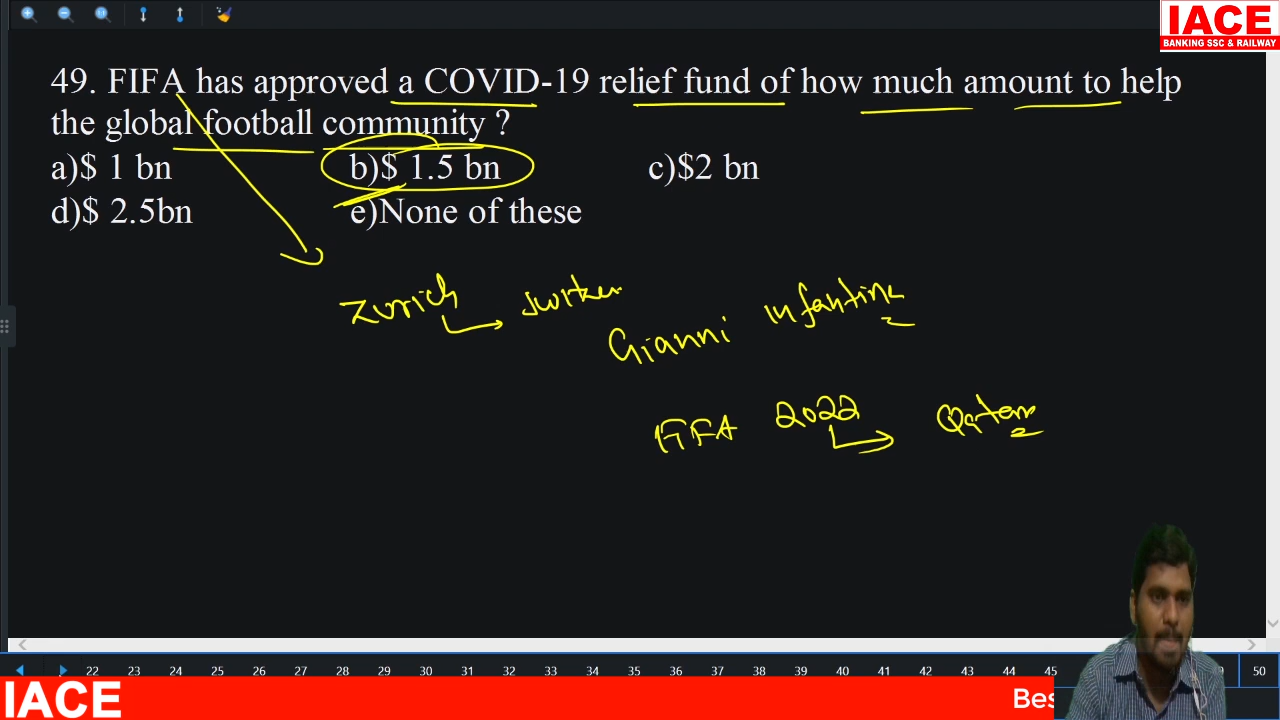 IACE
BANKING SSC & RAILWAY
49. FIFA has approved a COVID-19 relief fund of how much amount to help
the global football community ?
a)$ 1 bn b)$ 1.5 bn c)$2 bn
d)$ 2.5bn e)None of these
Zurich
Gianni Infantino
FIFA 2022 Qatar
22 23 24 25 26 27 28 29 30 31 32 33 34 35 36 37 38 39 40 41 42 43 44 45 50
IACE
Bes